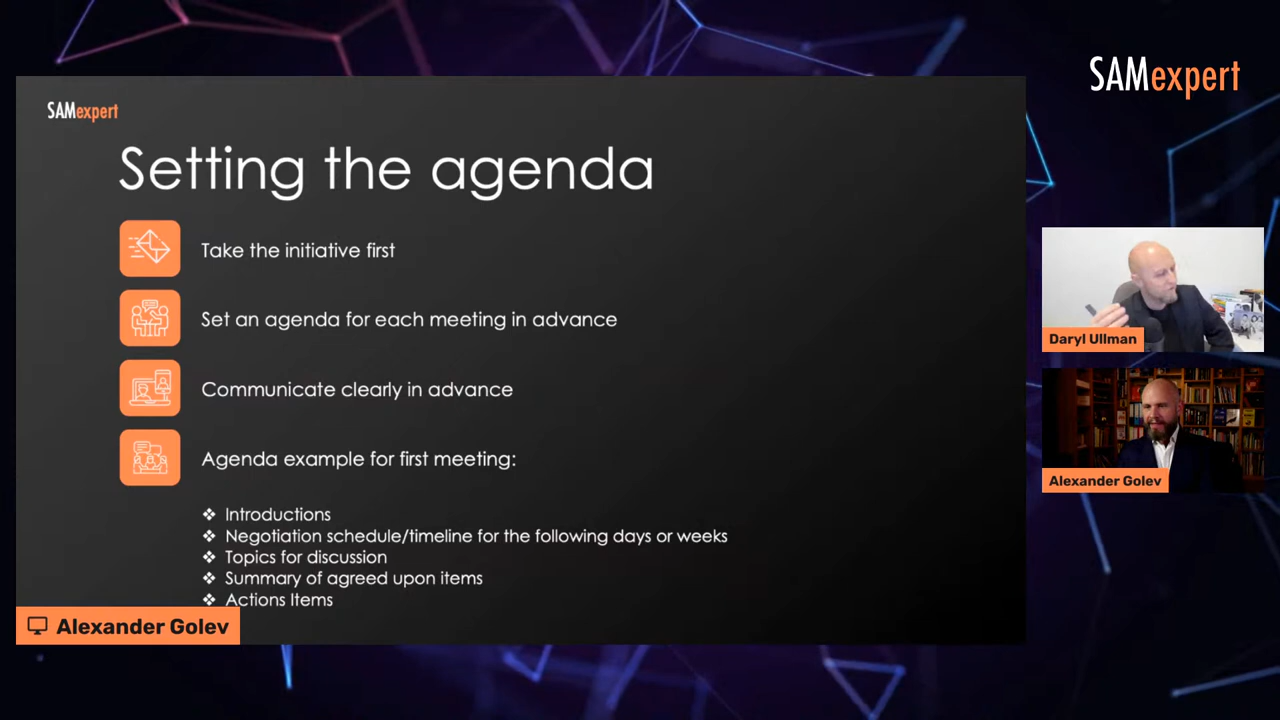 SAMexpert
SAMexpert
Setting the agenda
Take the initiative first
Set an agenda for each meeting in advance
Communicate clearly in advance
Agenda example for first meeting:
❖ Introductions
❖ Negotiation schedule/timeline for the following days or weeks
❖ Topics for discussion
❖ Summary of agreed upon items
❖ Actions Items
Alexander Golev
Daryl Ullman
Alexander Golev